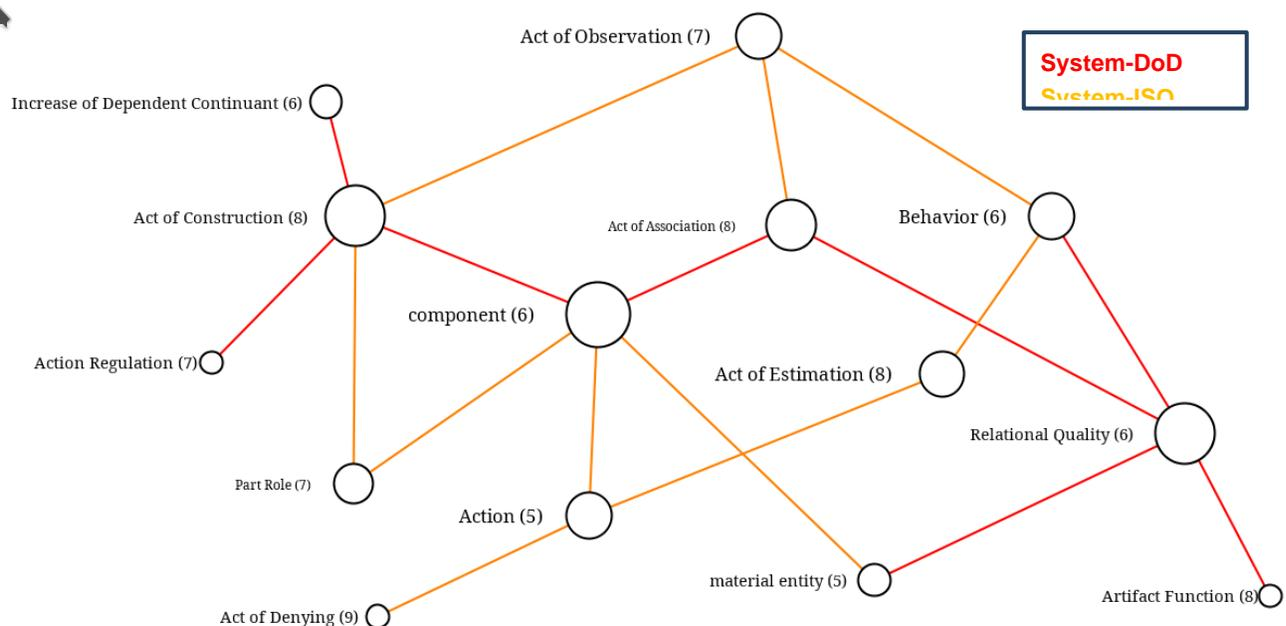 Act of Observation (7)
System-DoD
System-ISO
Increase of Dependent Continuant (6)
Act of Construction (8)
Act of Association (8)
Behavior (6)
component (6)
Action Regulation (7)
Act of Estimation (8)
Relational Quality (6)
Part Role (7)
Action (5)
material entity (5)
Artifact Function (8)
Act of Denying (9)